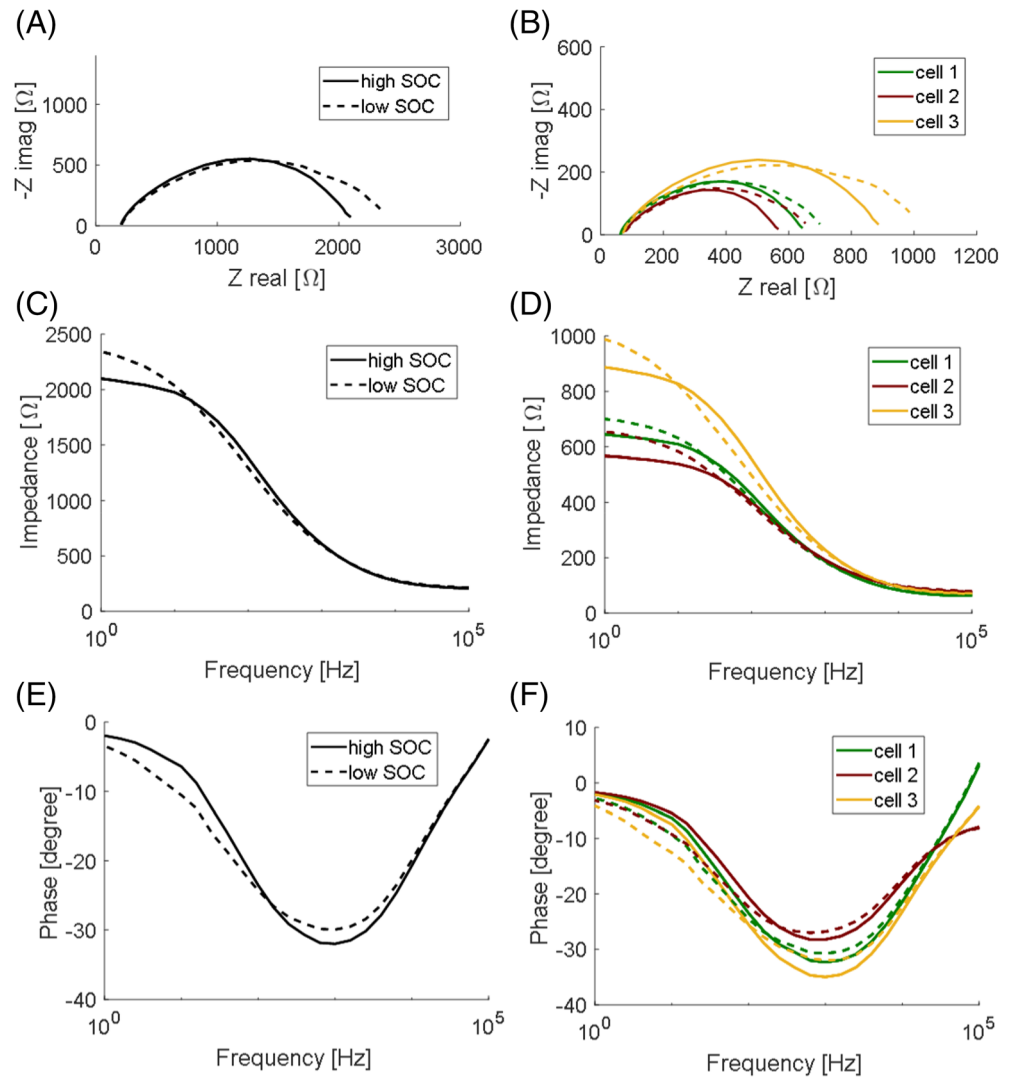 (A)
-Z imag [Ω]
1000
500
0
0
1000
2000
3000
Z real [Ω]
high SOC
low SOC
(B)
-Z imag [Ω]
600
400
200
0
0
200
400
600
800
1000
1200
Z real [Ω]
cell 1
cell 2
cell 3
(C)
Impedance [Ω]
2500
2000
1500
1000
500
0
10^0
10^5
Frequency [Hz]
high SOC
low SOC
(D)
Impedance [Ω]
1000
800
600
400
200
0
10^0
10^5
Frequency [Hz]
cell 1
cell 2
cell 3
(E)
Phase [degree]
0
-10
-20
-30
-40
10^0
10^5
Frequency [Hz]
high SOC
low SOC
(F)
Phase [degree]
10
0
-10
-20
-30
-40
10^0
10^5
Frequency [Hz]
cell 1
cell 2
cell 3